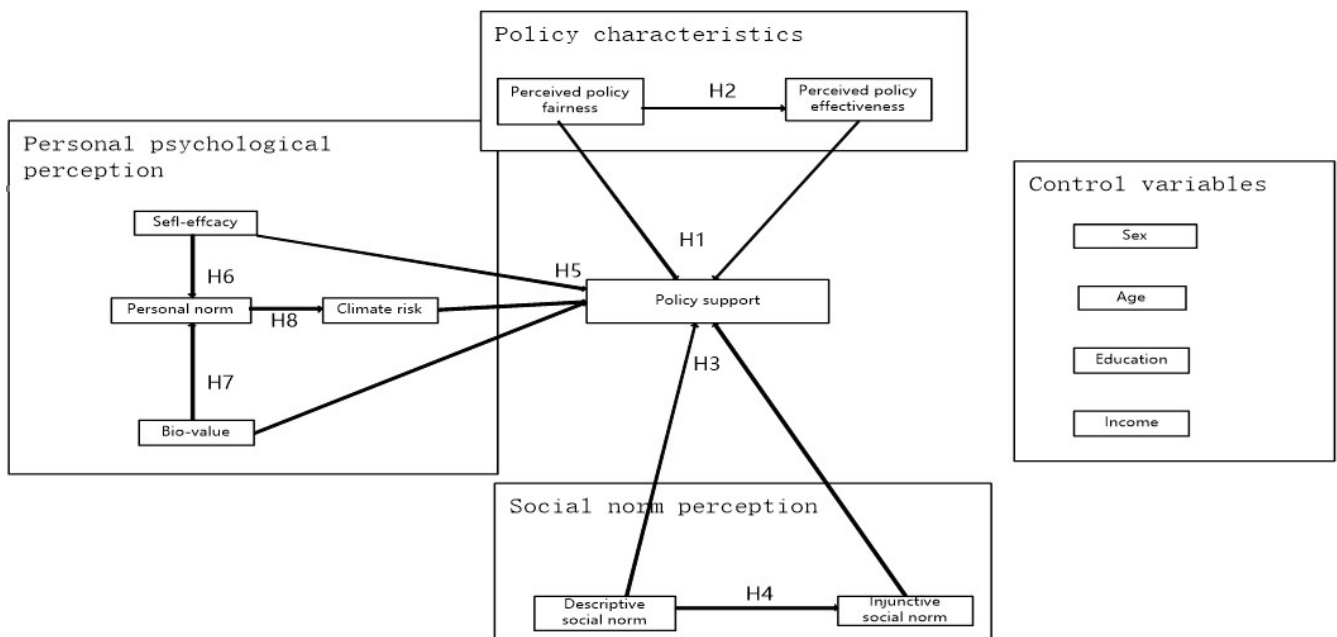 Policy characteristics
Perceived policy
fairness
H2
Perceived policy
effectiveness
Personal psychological
perception
Sefl-effcacy
H6
Personal norm
H8
Climate risk
H7
Bio-value
H5
H1
Policy support
H3
Control variables
Sex
Age
Education
Income
Social norm perception
Descriptive
social norm
H4
Injunctive
social norm